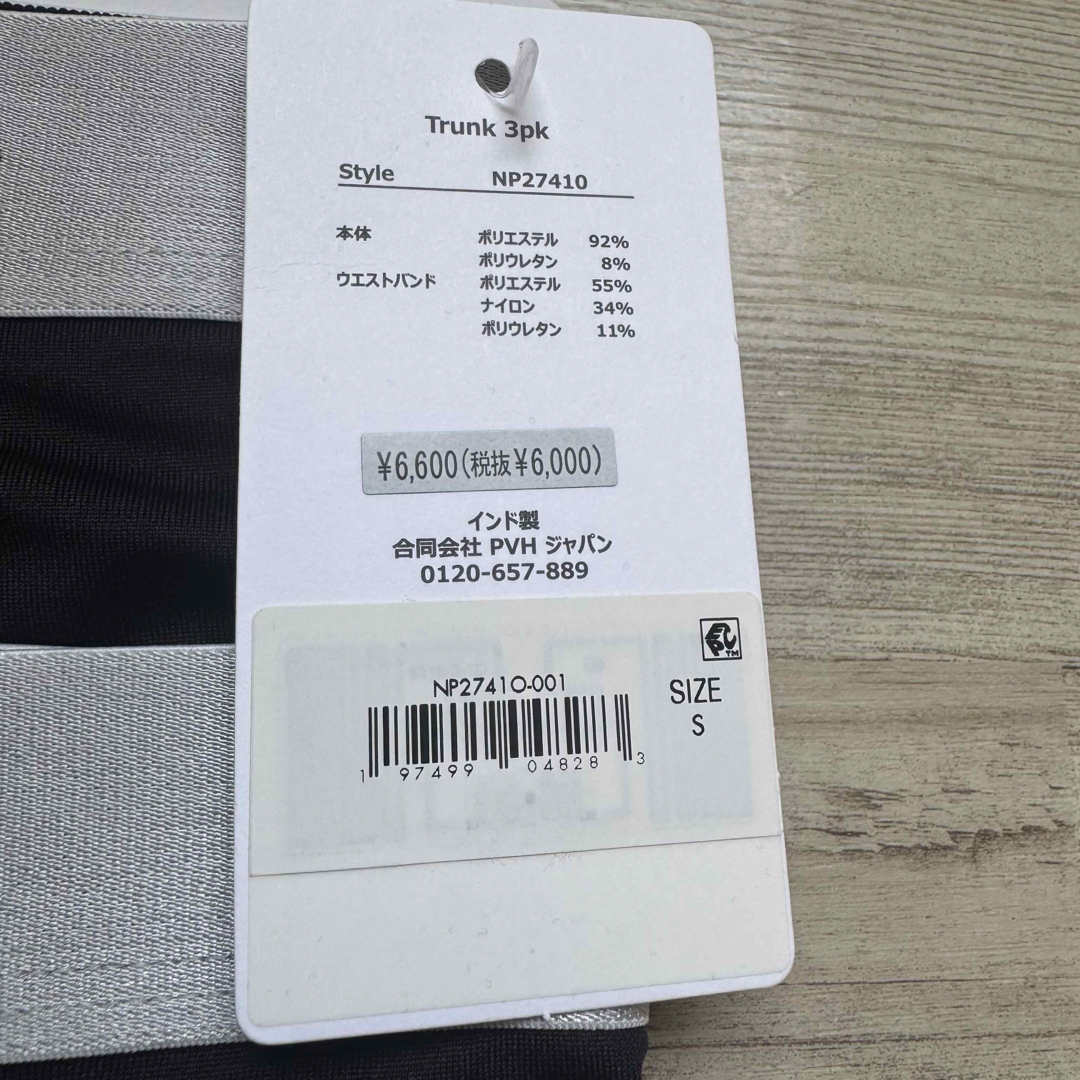 Trunk 3pk
Style NP27410
本体 ポリエステル 92%
ポリウレタン 8%
ウエストバンド ポリエステル 55%
ナイロン 34%
ポリウレタン 11%
¥6,600(税抜¥6,000)
インド製
合同会社 PVH ジャパン
0120-657-889
EPC™
NP27410-001
SIZE
S
1 97499 04828 3